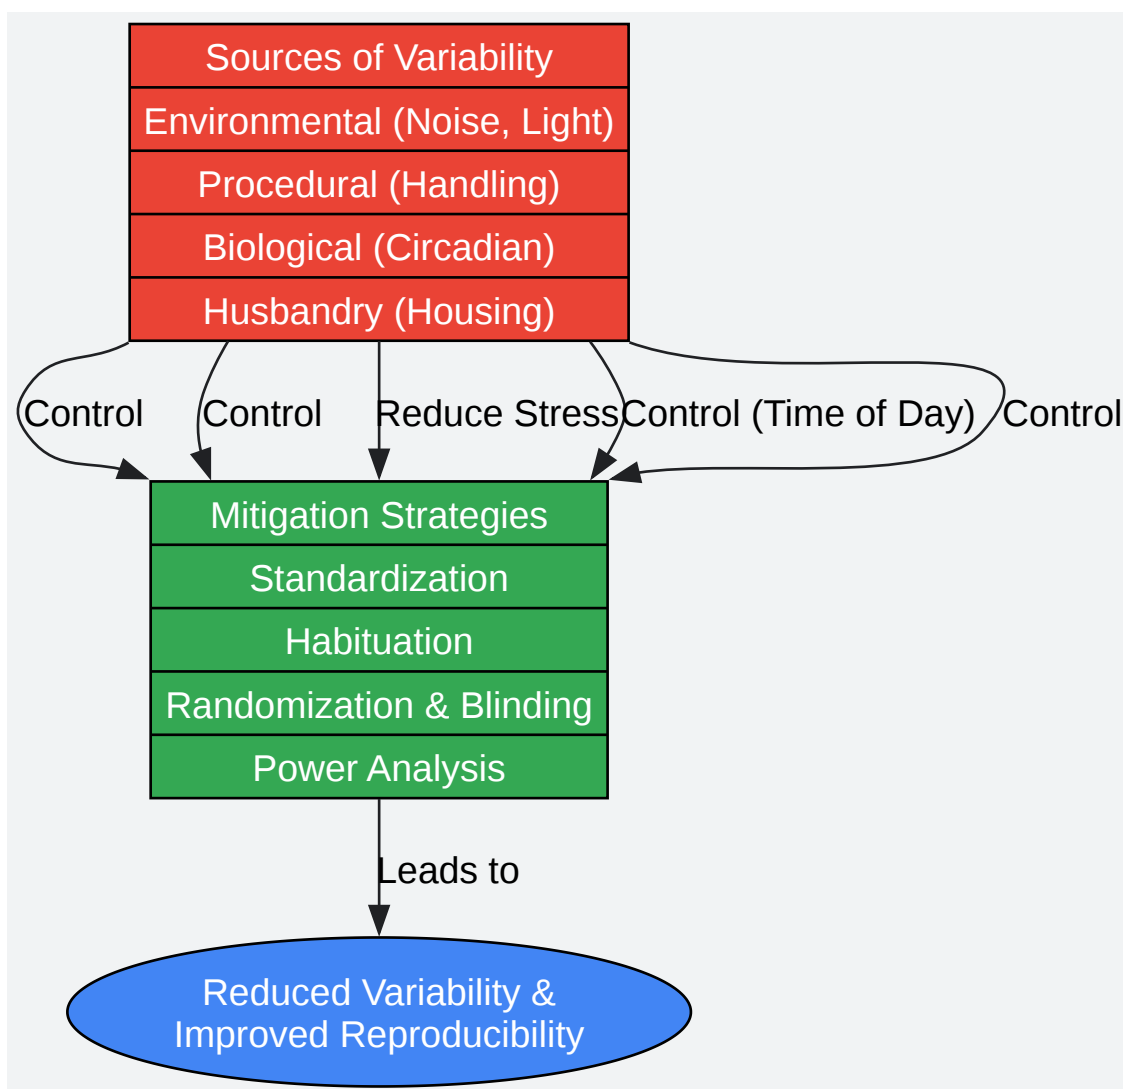 Sources of Variability
Environmental (Noise, Light)
Procedural (Handling)
Biological (Circadian)
Husbandry (Housing)
Control
Control
Reduce Stress
Control (Time of Day)
Control
Mitigation Strategies
Standardization
Habituation
Randomization & Blinding
Power Analysis
Leads to
Reduced Variability &
Improved Reproducibility